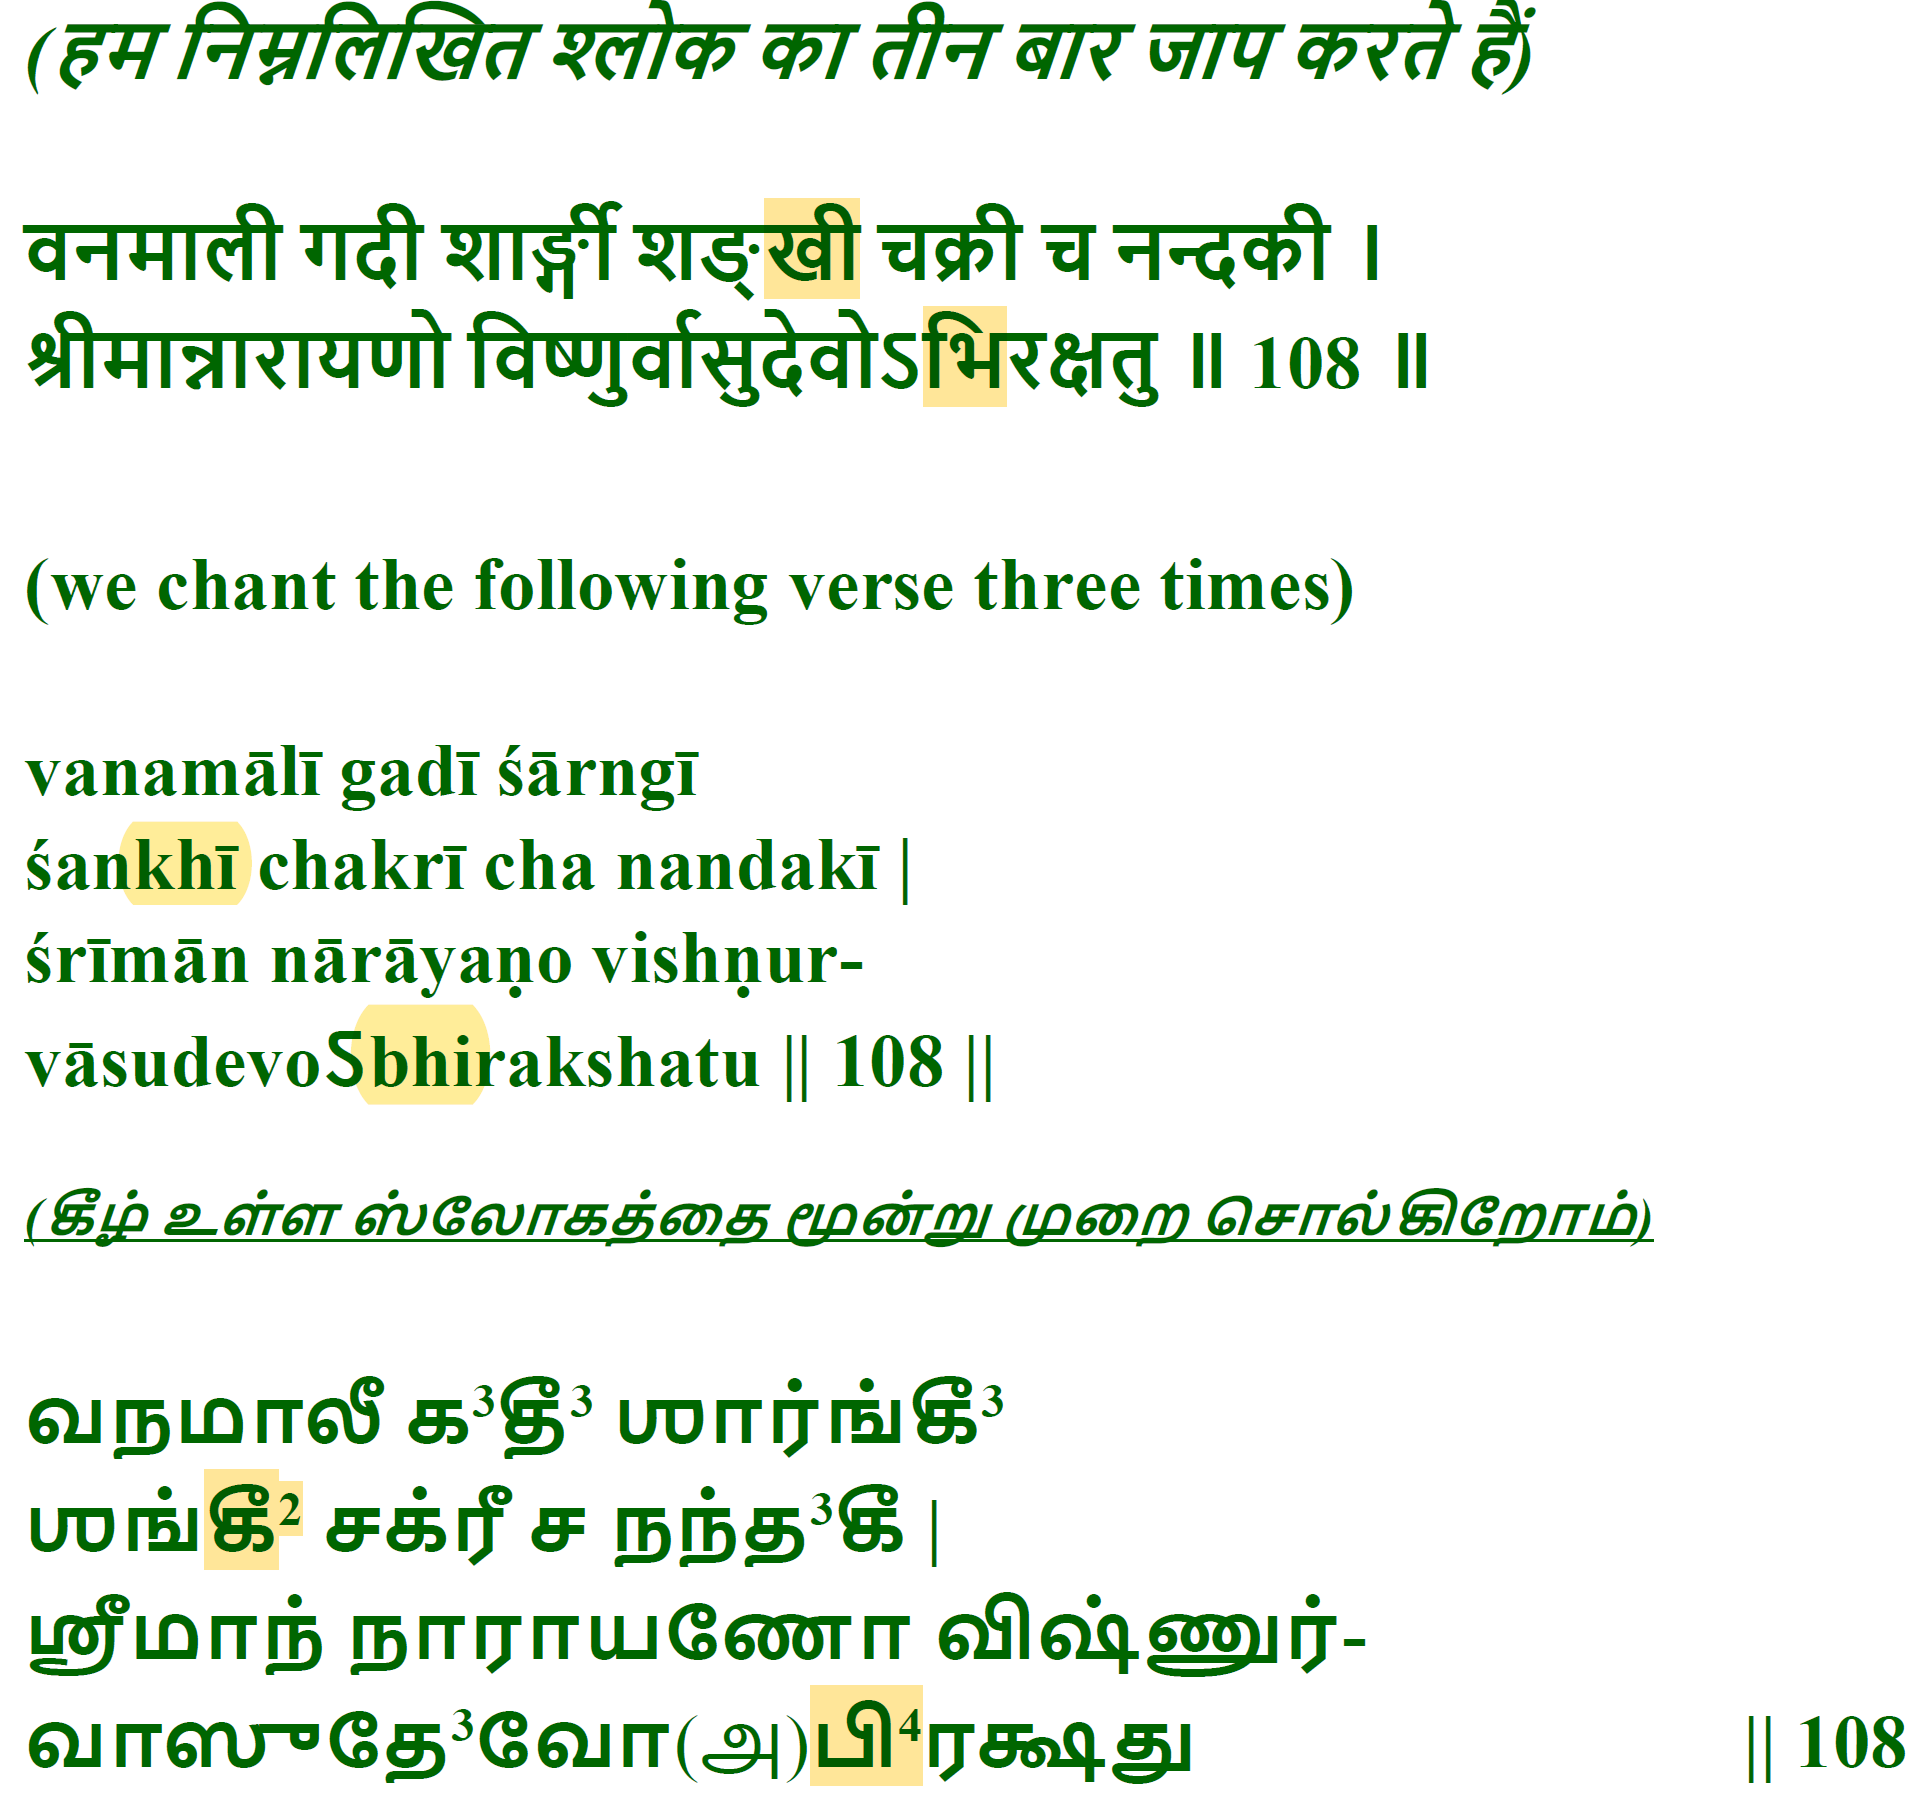 (हम निम्नलिखित श्लोक का तीन बार जाप करते हैं)
वनमाली गदी शार्ङ्गी शङ्‌खी चक्री च नन्दकी ।
श्रीमान्नारायणो विष्णुर्वासुदेवोऽभिरक्षतु ॥ 108 ॥
(we chant the following verse three times)
vanamālī gadī śārngī
śankhī chakrī cha nandakī |
śrīmān nārāyaṇo vishṇur-
vāsudevoऽbhirakshatu || 108 ||
(கீழ் உள்ள ஸ்லோகத்தை மூன்று முறை சொல்கிறோம்)
வநமாலீ க³தீ³ ஶார்ங்கீ³
ஶங்கீ² சக்ரீ ச நந்த³கீ |
ஶ்ரீமாந் நாராயணோ விஷ்ணுர்-
வாஸுதே³வோ(அ)பி⁴ரக்ஷது || 108